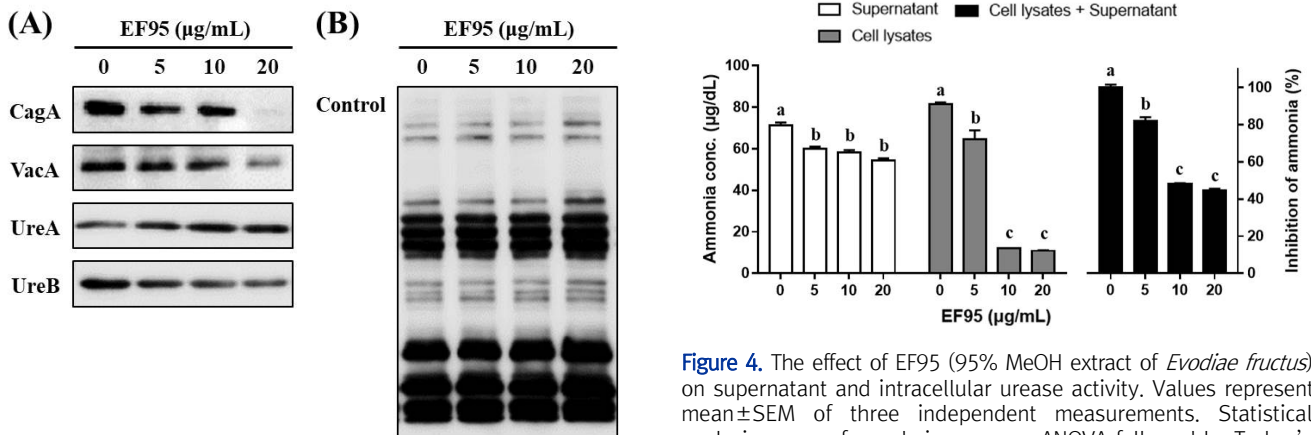 (A)
EF95 (µg/mL)
0 5 10 20
CagA
VacA
UreA
UreB
(B)
EF95 (µg/mL)
0 5 10 20
Control
Supernatant
Cell lysates + Supernatant
Cell lysates
Ammonia conc. (µg/dL)
100
80
60
40
20
0
a b b b
a b c c
a b c c
0 5 10 20 0 5 10 20 0 5 10 20
EF95 (µg/mL)
100
80
60
40
20
0
Inhibition of ammonia (%)
Figure 4. The effect of EF95 (95% MeOH extract of Evodiae fructus)
on supernatant and intracellular urease activity. Values represent
mean±SEM of three independent measurements. Statistical